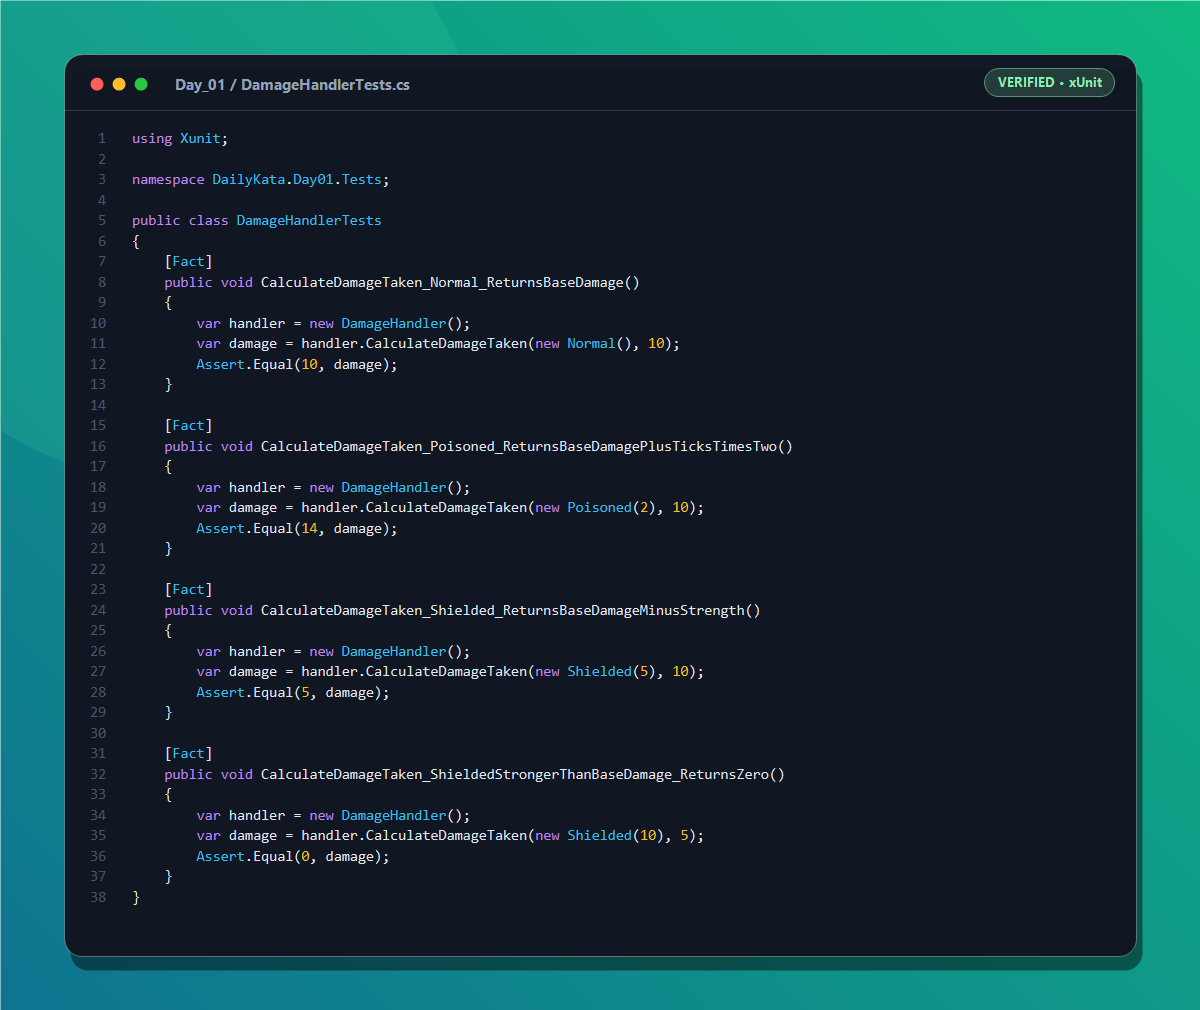 Day_01 / DamageHandlerTests.cs
VERIFIED • xUnit
1 using Xunit;
2
3 namespace DailyKata.Day01.Tests;
4
5 public class DamageHandlerTests
6 {
7     [Fact]
8     public void CalculateDamageTaken_Normal_ReturnsBaseDamage()
9     {
10         var handler = new DamageHandler();
11         var damage = handler.CalculateDamageTaken(new Normal(), 10);
12         Assert.Equal(10, damage);
13     }
14
15     [Fact]
16     public void CalculateDamageTaken_Poisoned_ReturnsBaseDamagePlusTicksTimesTwo()
17     {
18         var handler = new DamageHandler();
19         var damage = handler.CalculateDamageTaken(new Poisoned(2), 10);
20         Assert.Equal(14, damage);
21     }
22
23     [Fact]
24     public void CalculateDamageTaken_Shielded_ReturnsBaseDamageMinusStrength()
25     {
26         var handler = new DamageHandler();
27         var damage = handler.CalculateDamageTaken(new Shielded(5), 10);
28         Assert.Equal(5, damage);
29     }
30
31     [Fact]
32     public void CalculateDamageTaken_ShieldedStrongerThanBaseDamage_ReturnsZero()
33     {
34         var handler = new DamageHandler();
35         var damage = handler.CalculateDamageTaken(new Shielded(10), 5);
36         Assert.Equal(0, damage);
37     }
38 }